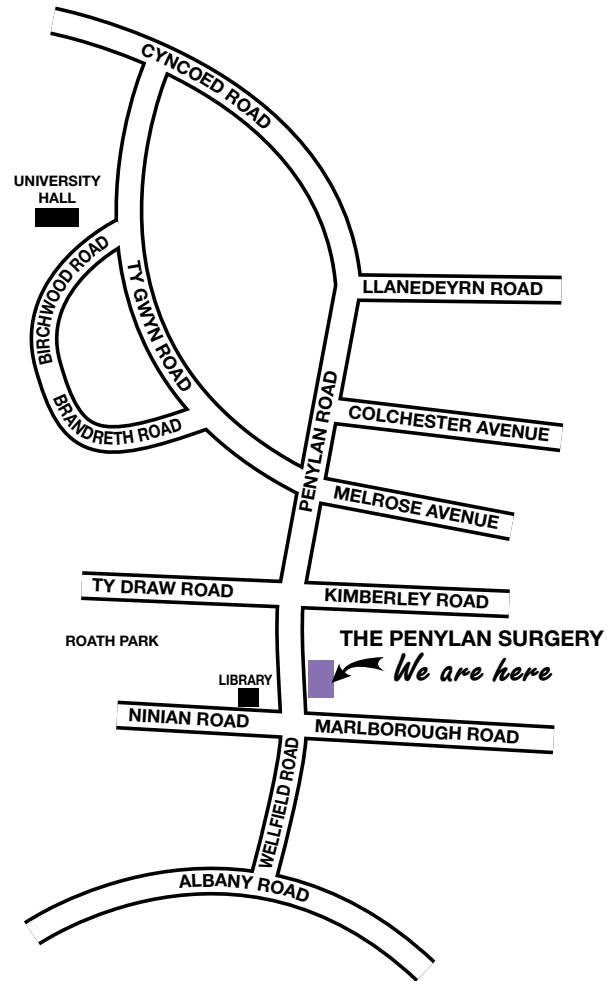 CYNCOED ROAD
UNIVERSITY
HALL
BIRCHWOOD ROAD
TY GWYN ROAD
LLANEDEYRN ROAD
PENYLAN ROAD
BRANDRETH ROAD
COLCHESTER AVENUE
MELROSE AVENUE
TY DRAW ROAD
KIMBERLEY ROAD
ROATH PARK
THE PENYLAN SURGERY
We are here
LIBRARY
NINIAN ROAD
MARLBOROUGH ROAD
WELLFIELD ROAD
ALBANY ROAD